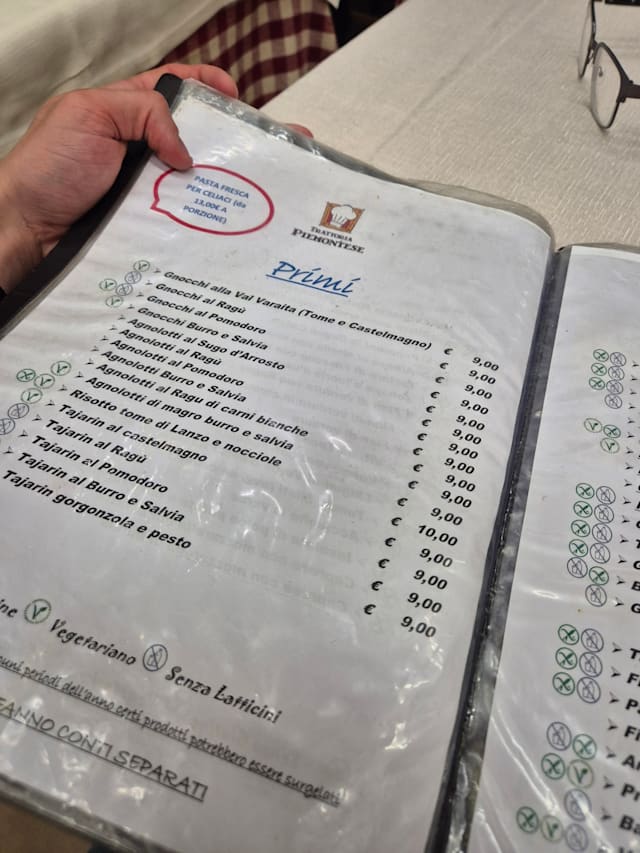 PASTA FRESCA
PER CELIACI (da
13,00€ A
PORZIONE)
TRATTORIA
PIEMONTESE
Primi
➢ Gnocchi alla Val Varaita (Tome e Castelmagno) € 9,00
➢ Gnocchi al Ragù € 9,00
➢ Gnocchi al Pomodoro € 9,00
➢ Gnocchi Burro e Salvia € 9,00
➢ Agnolotti al Sugo d'Arrosto € 9,00
➢ Agnolotti al Ragù € 9,00
➢ Agnolotti al Pomodoro € 9,00
➢ Agnolotti Burro e Salvia € 9,00
➢ Agnolotti al Ragu di carni bianche € 9,00
➢ Agnolotti di magro burro e salvia € 9,00
➢ Risotto tome di Lanzo e nocciole € 10,00
➢ Tajarin al castelmagno € 9,00
➢ Tajarin al Ragù € 9,00
➢ Tajarin al Pomodoro € 9,00
➢ Tajarin al Burro e Salvia € 9,00
Tajarin gorgonzola e pesto
Vegetariano Senza Latticini
periodi dell'anno certi prodotti potrebbero essere surgelati
FANNO CONTI SEPARATI